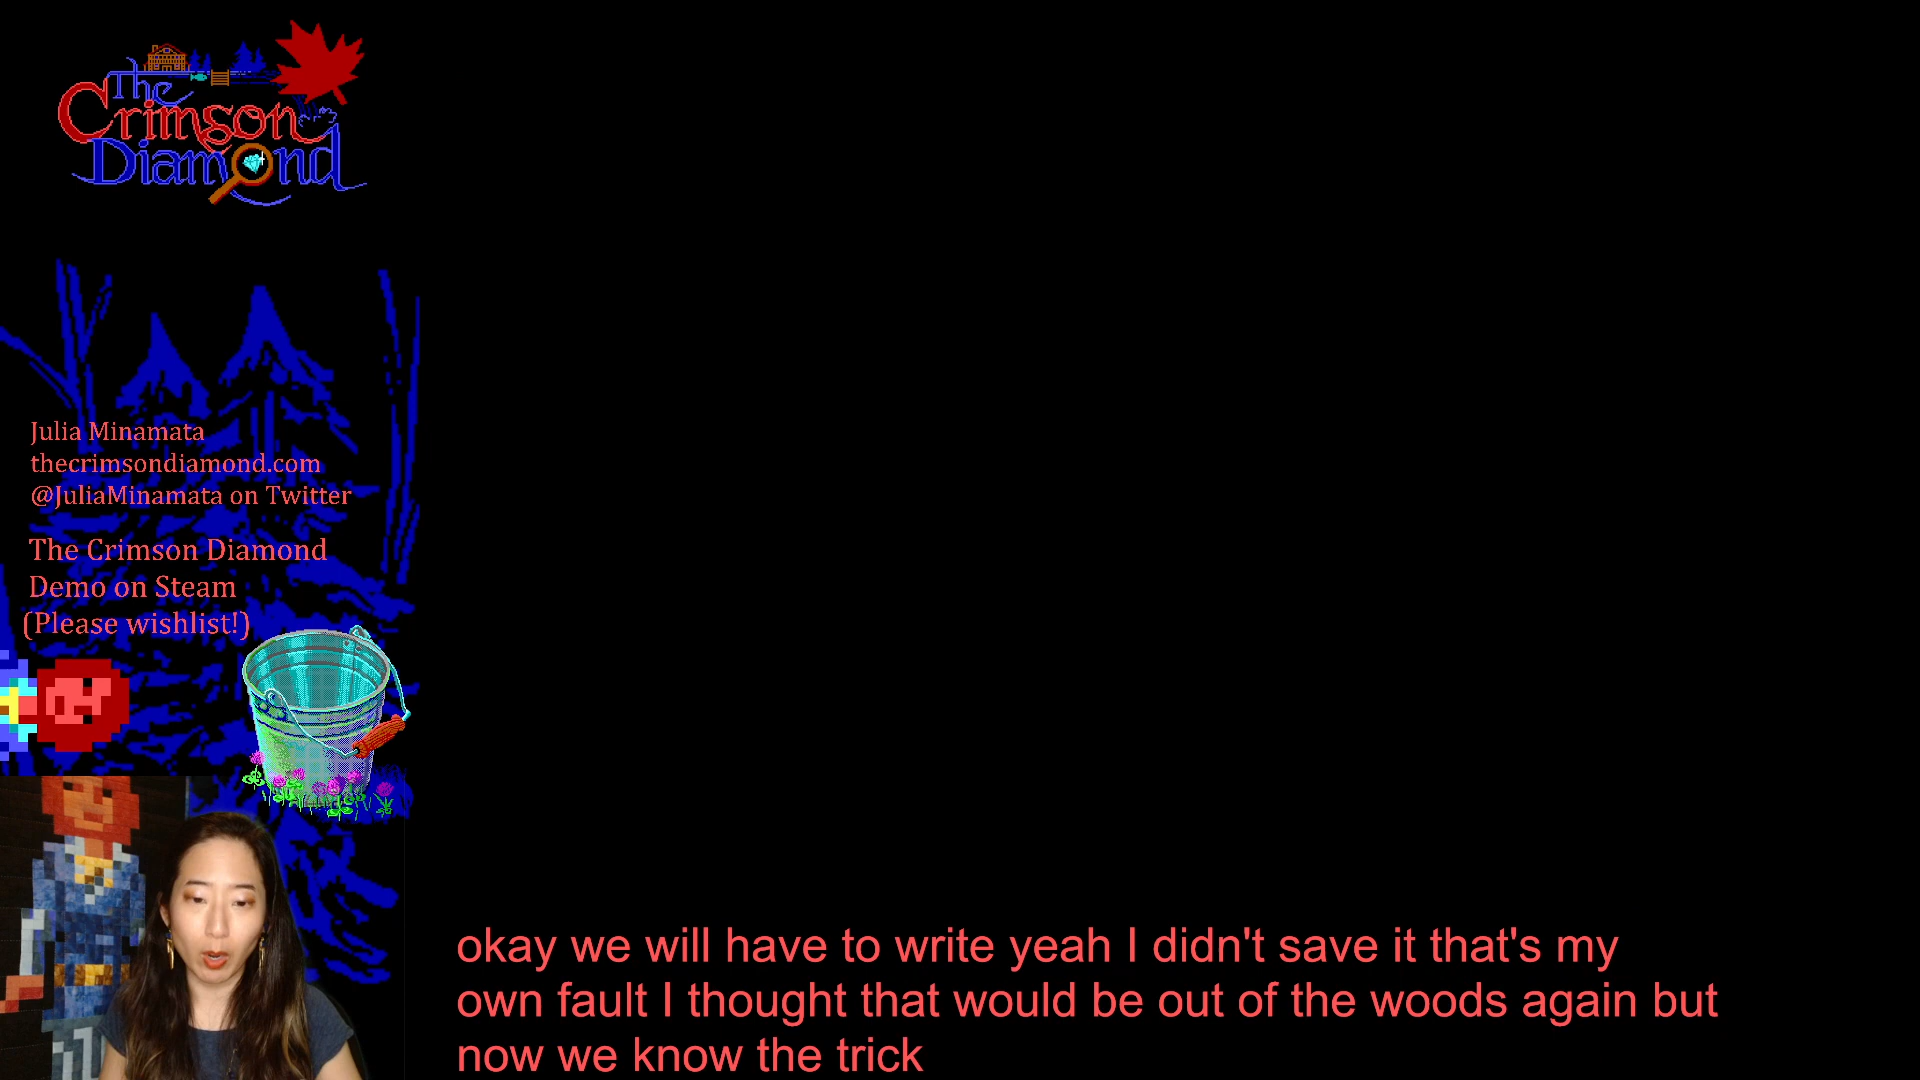 The
Crimson
Diamond
Julia Minamata
thecrimsondiamond.com
@JuliaMinamata on Twitter
The Crimson Diamond
Demo on Steam
(Please wishlist!)
okay we will have to write yeah I didn't save it that's my
own fault I thought that would be out of the woods again but
now we know the trick